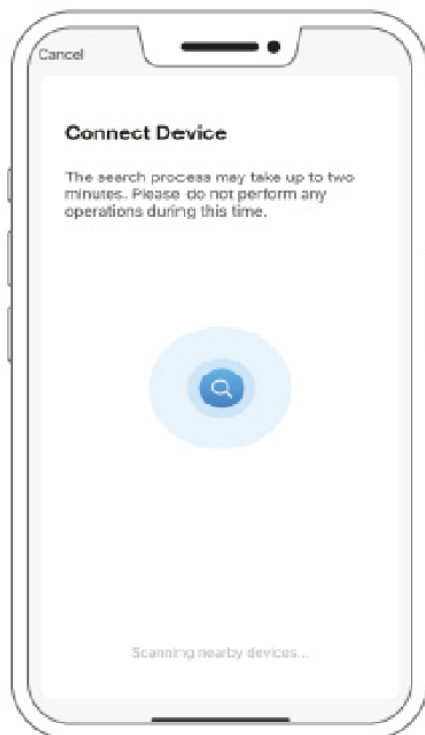 Cancel
Connect Device
The search process may take up to two
minutes. Please do not perform any
operations during this time.
Scanning nearby devices...